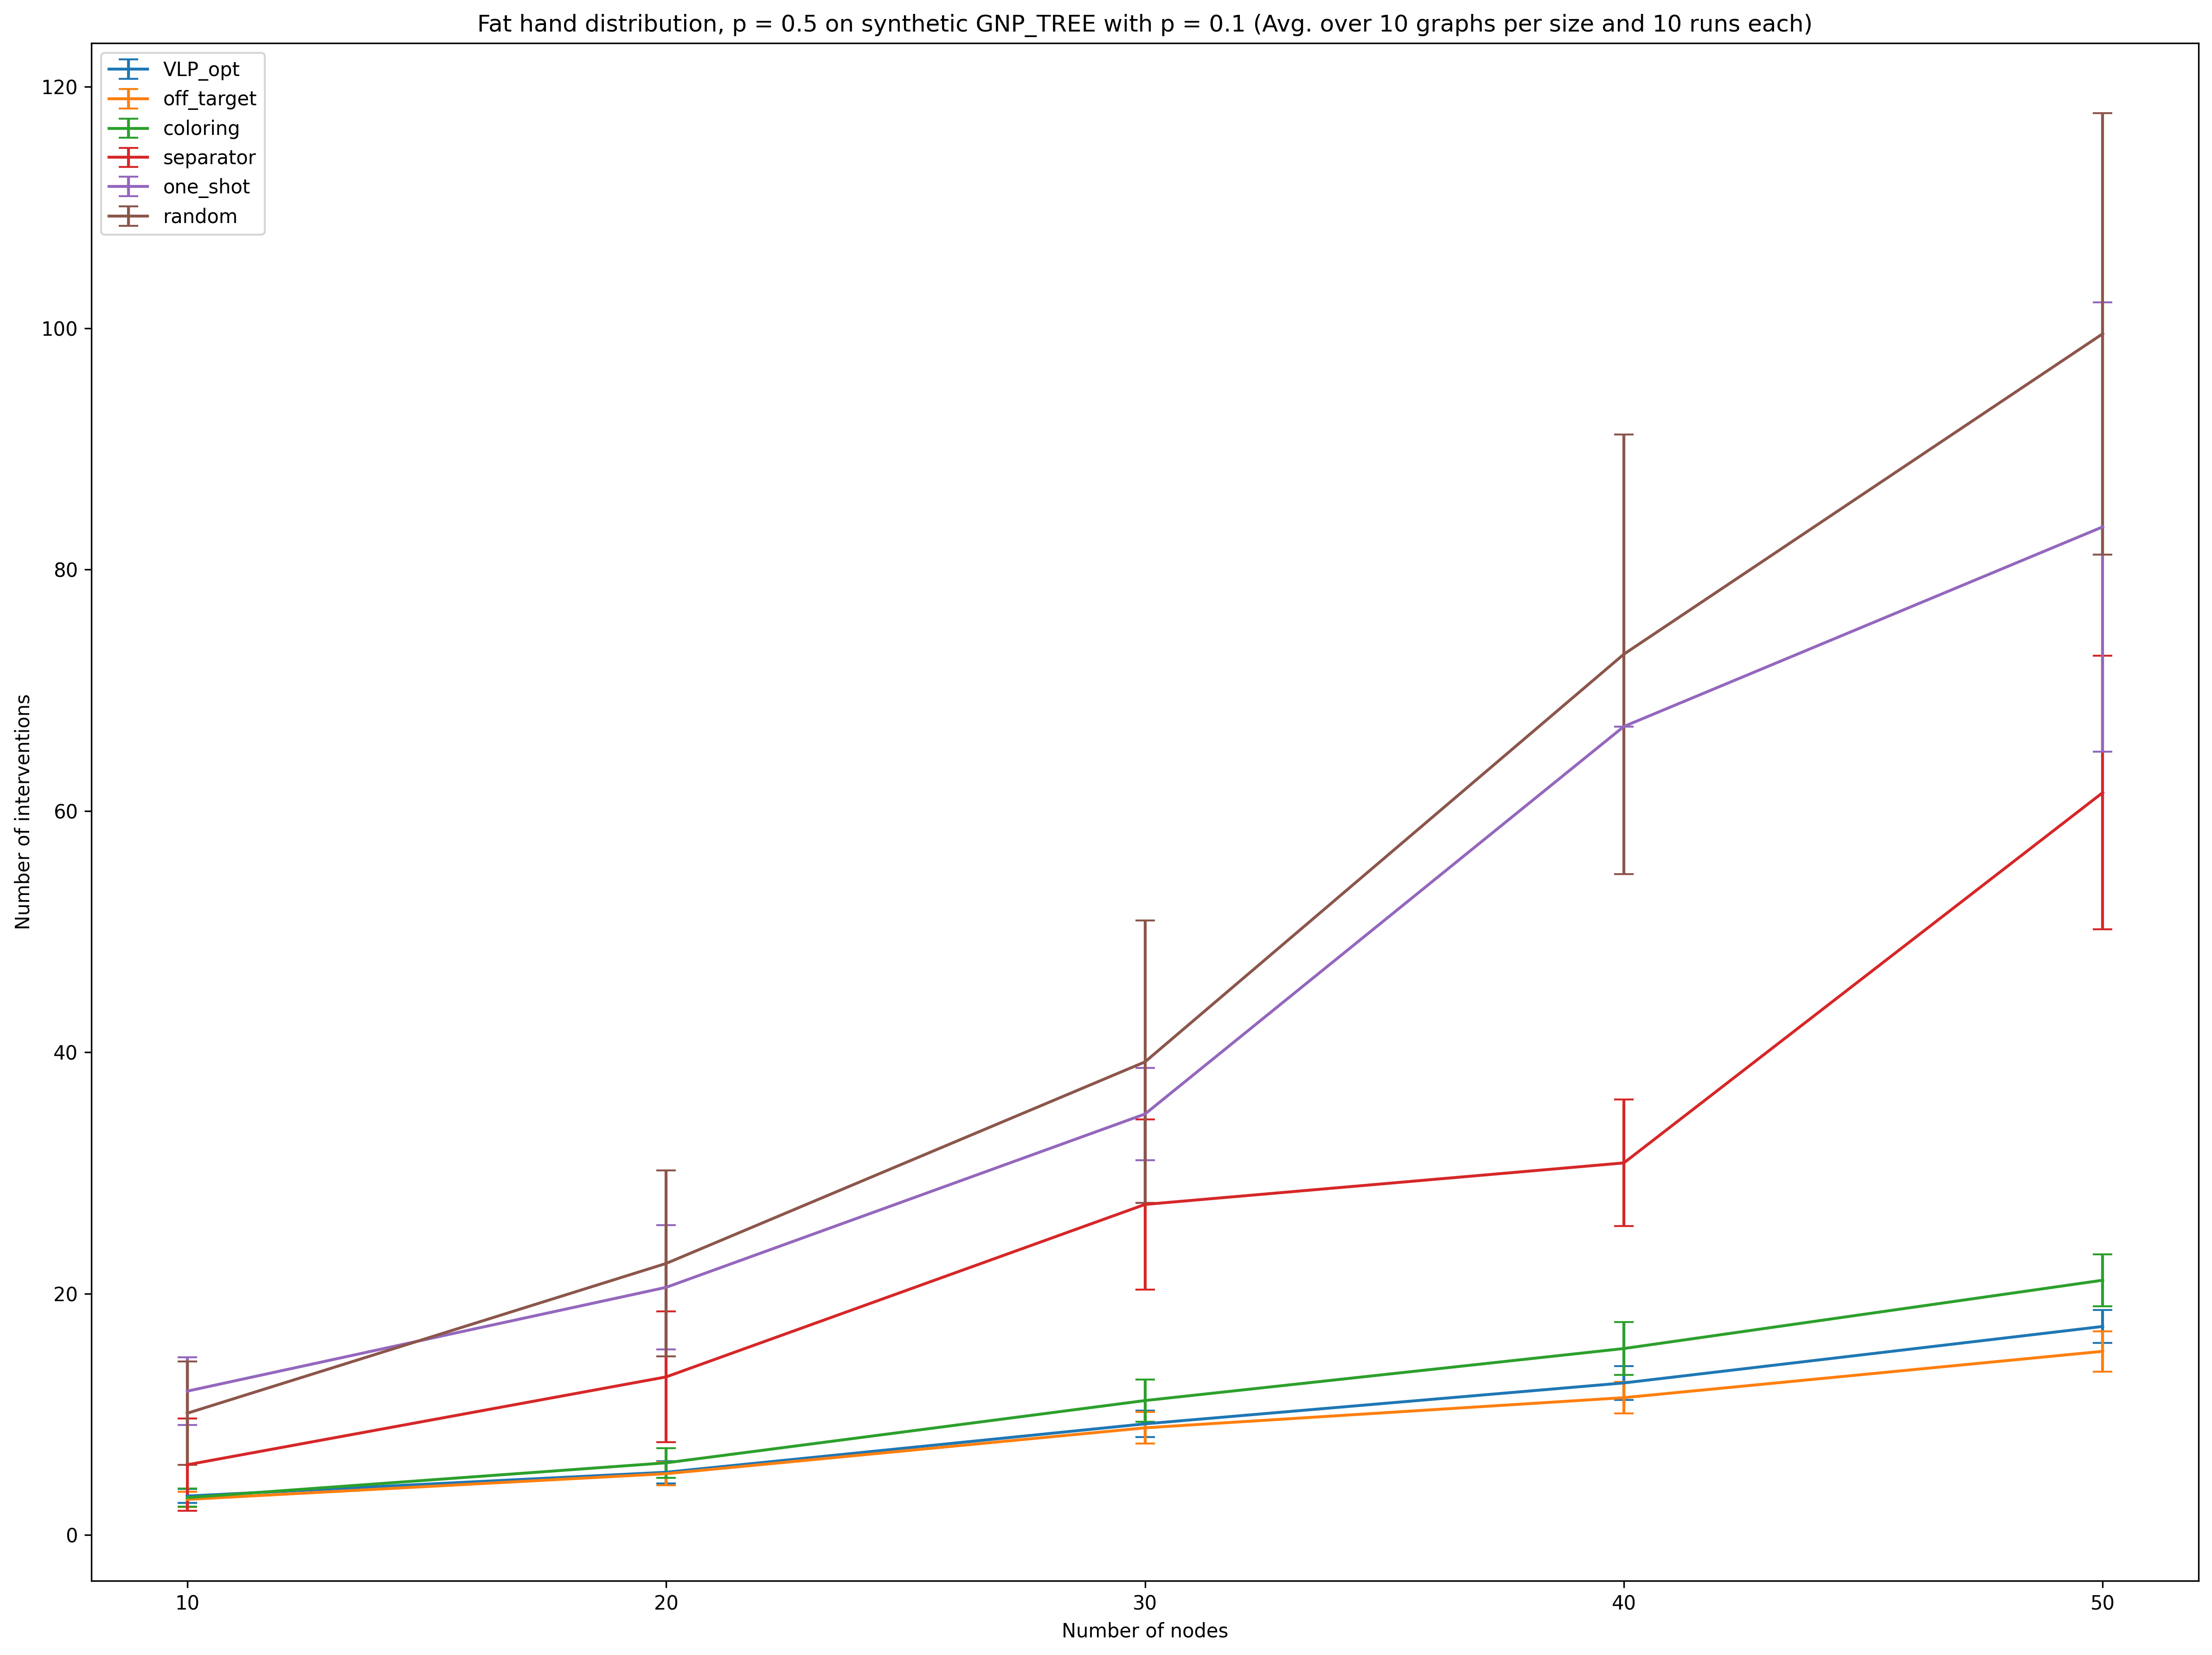 Fat hand distribution, p = 0.5 on synthetic GNP_TREE with p = 0.1 (Avg. over 10 graphs per size and 10 runs each)
VLP_opt
off_target
coloring
separator
one_shot
random
120
100
80
60
40
20
0
Number of interventions
10 20 30 40 50
Number of nodes